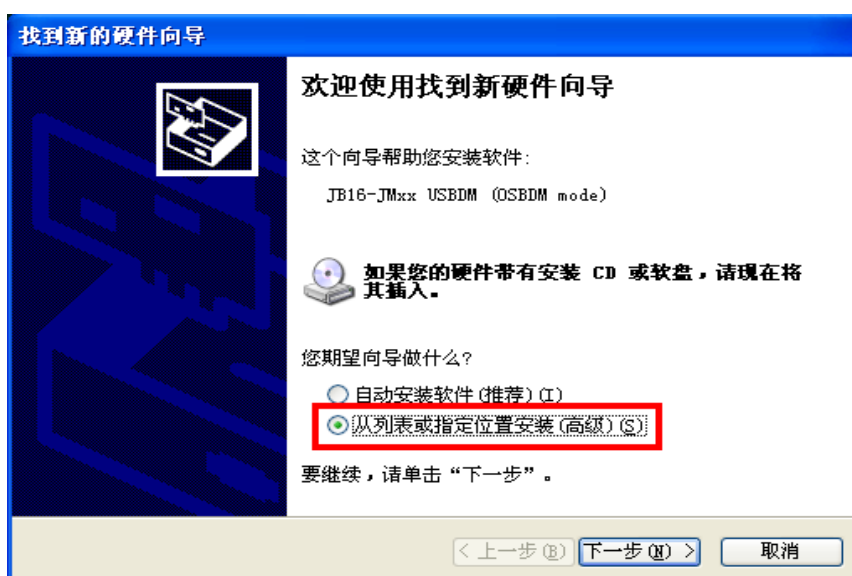 找到新的硬件向导
欢迎使用找到新硬件向导
这个向导帮助您安装软件:
JB16-JMxx USBDM (OSBDM mode)
如果您的硬件带有安装 CD 或软盘，请现在将
其插入。
您期望向导做什么?
自动安装软件(推荐)(I)
从列表或指定位置安装(高级)(S)
要继续，请单击“下一步”。
< 上一步(B) 下一步(N) > 取消